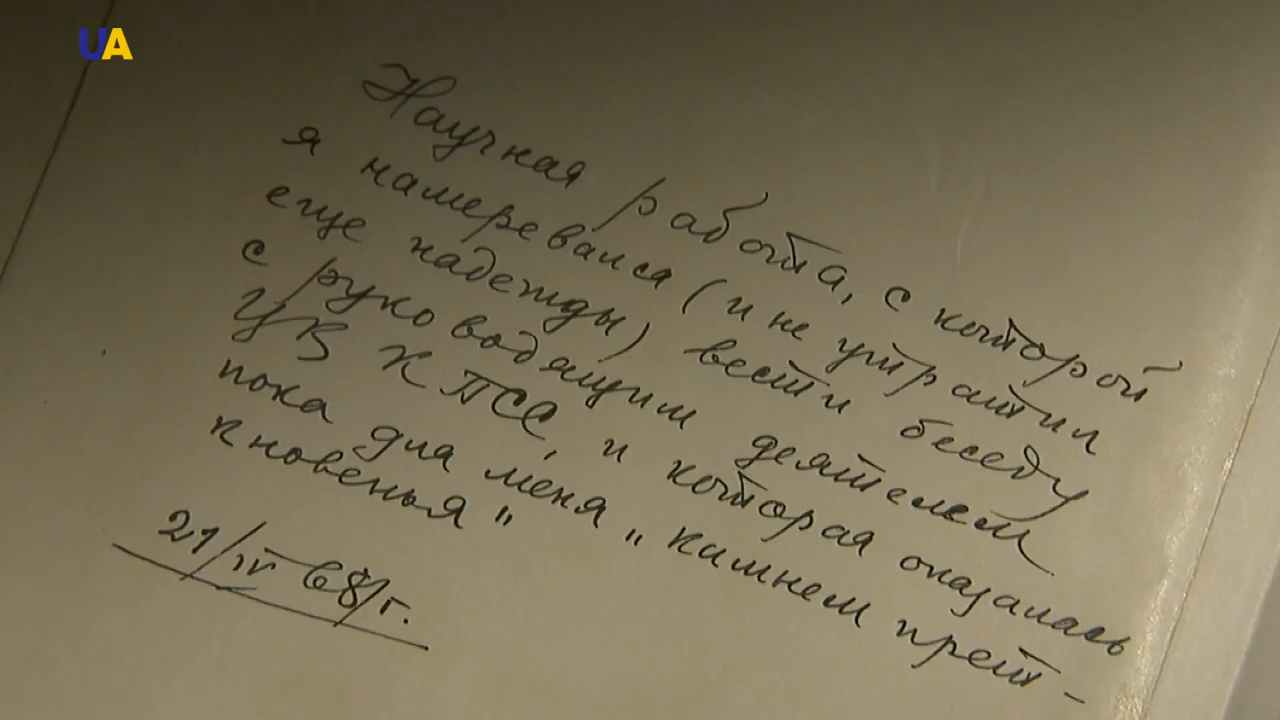 UA
Научная работа, с которой
я намеревался (и не утратил
еще надежды) вести беседу
с руководящим деятелем
ЦК КПСС, и которая оказалась
пока для меня „камнем прет-
кновенья"
21/IV 68/г.